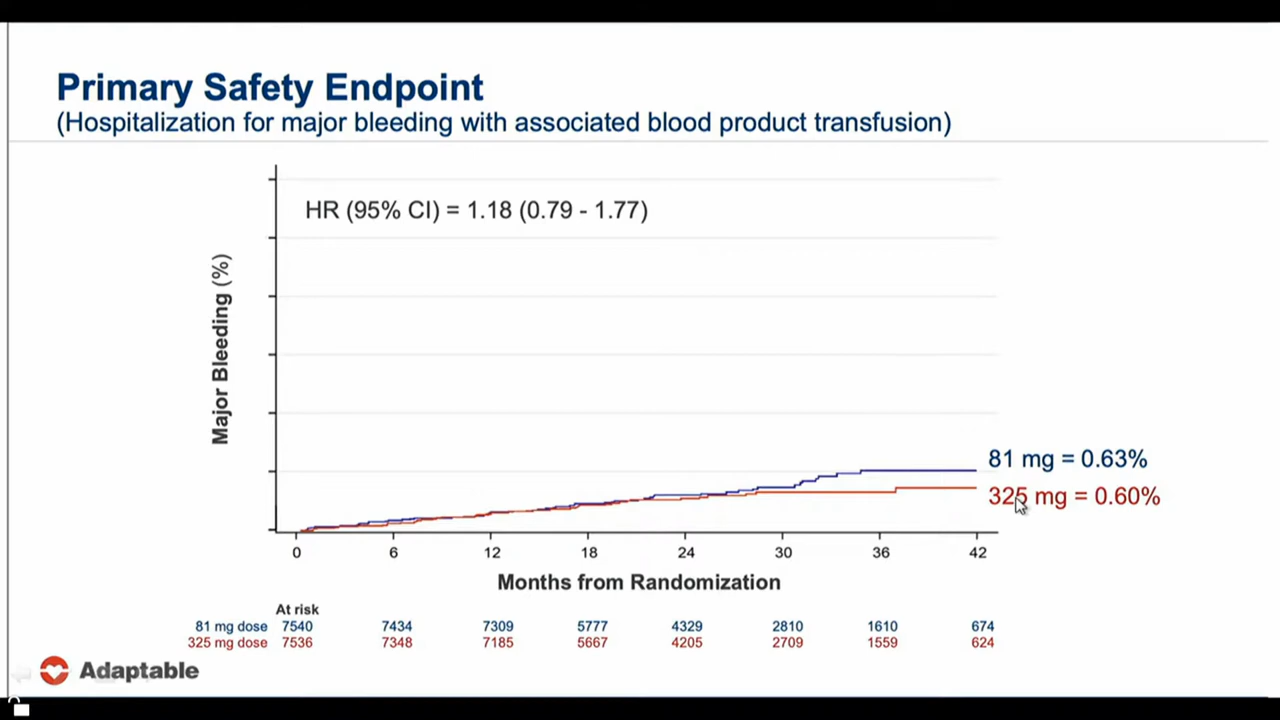 Primary Safety Endpoint
(Hospitalization for major bleeding with associated blood product transfusion)
HR (95% CI) = 1.18 (0.79 - 1.77)
Major Bleeding (%)
81 mg = 0.63%
325 mg = 0.60%
0 6 12 18 24 30 36 42
Months from Randomization
At risk
81 mg dose 7540 7434 7309 5777 4329 2810 1610 674
325 mg dose 7536 7348 7185 5667 4205 2709 1559 624
Adaptable